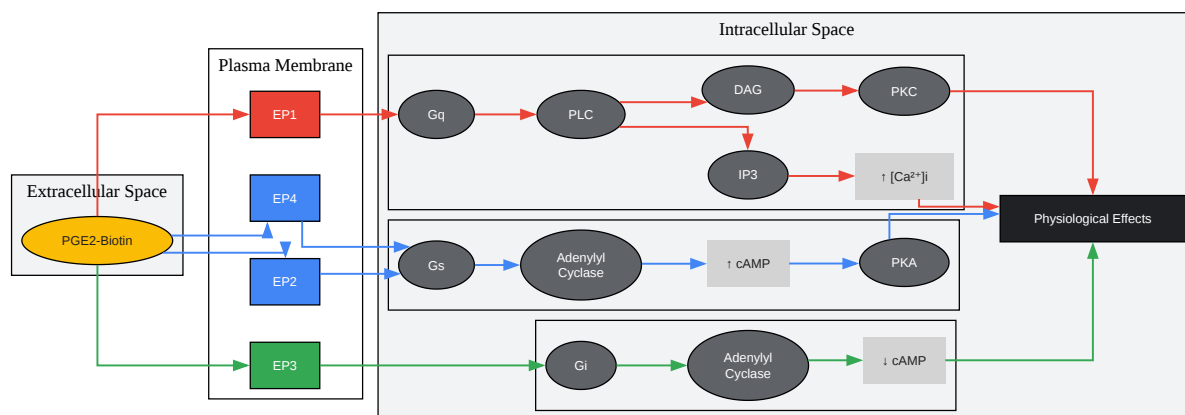 Intracellular Space
Plasma Membrane
Extracellular Space
PGE2-Biotin
EP1
EP4
EP2
EP3
Gq
PLC
DAG
PKC
IP3
↑ [Ca²⁺]i
Gs
Adenylyl
Cyclase
↑ cAMP
PKA
Gi
Adenylyl
Cyclase
↓ cAMP
Physiological Effects